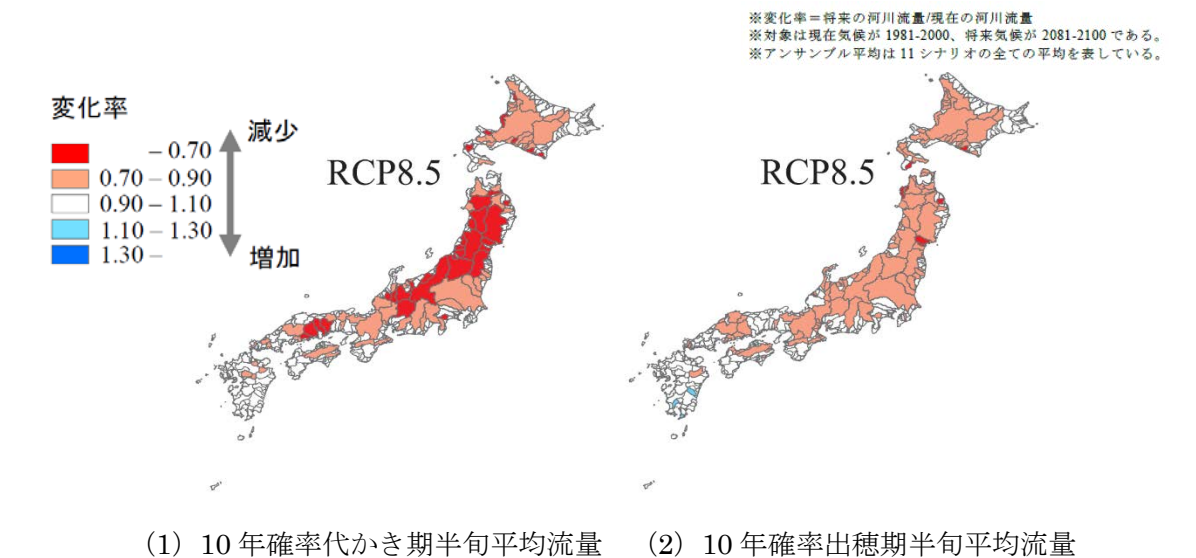 ※変化率＝将来の河川流量/現在の河川流量
※対象は現在気候が 1981-2000、将来気候が 2081-2100 である。
※アンサンブル平均は 11 シナリオの全ての平均を表している。
変化率
減少
– 0.70
0.70 – 0.90
0.90 – 1.10
1.10 – 1.30
1.30 –
増加
RCP8.5
RCP8.5
（1）10 年確率代かき期半旬平均流量
（2）10 年確率出穂期半旬平均流量